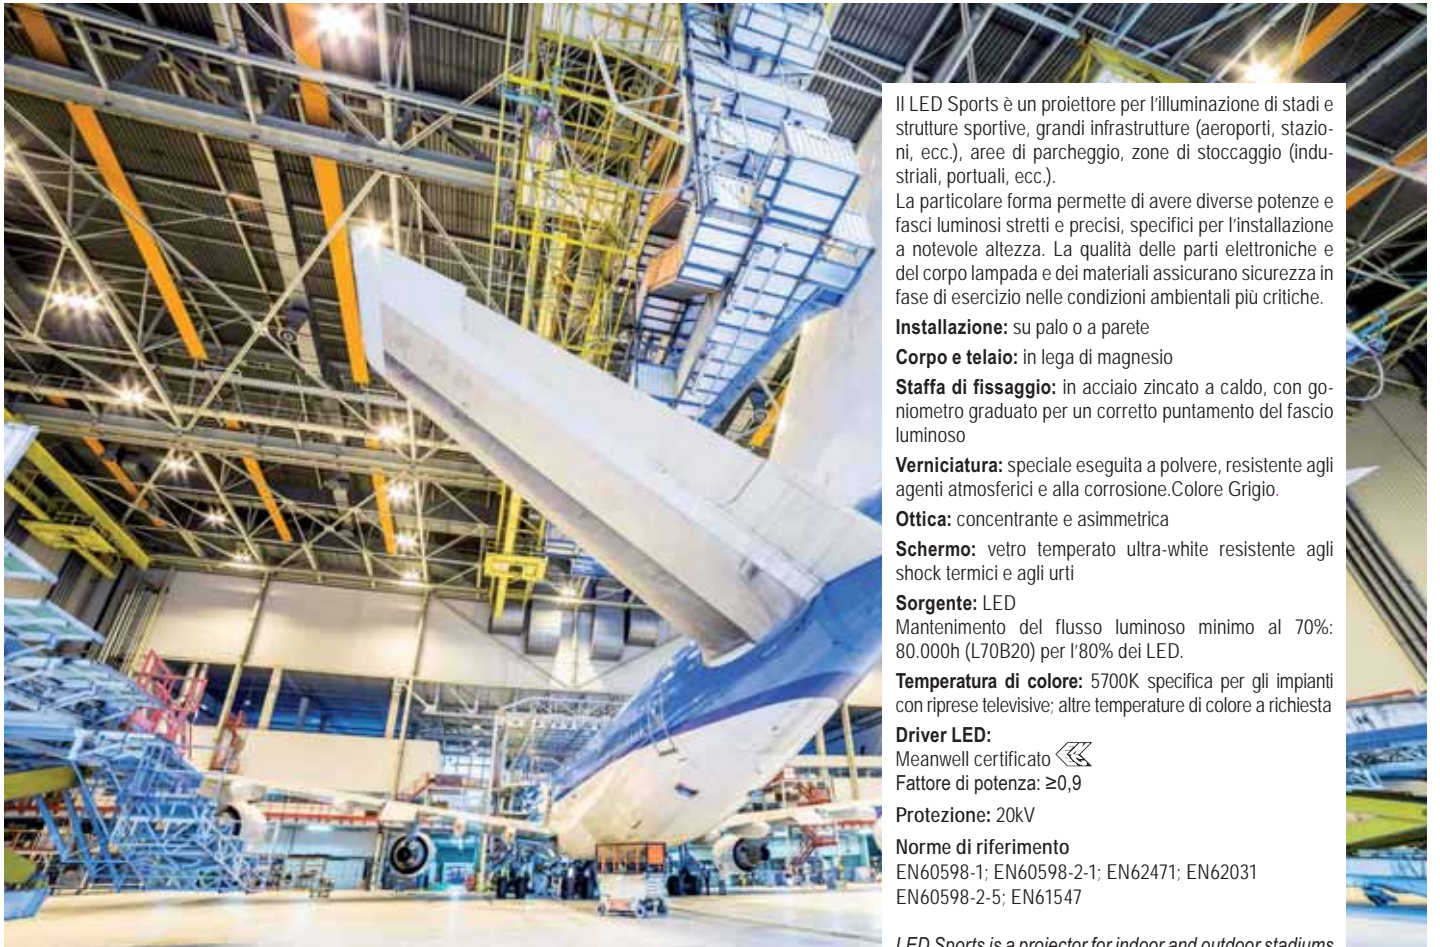 Il LED Sports è un proiettore per l'illuminazione di stadi e
strutture sportive, grandi infrastrutture (aeroporti, stazio-
ni, ecc.), aree di parcheggio, zone di stoccaggio (indu-
striali, portuali, ecc.).
La particolare forma permette di avere diverse potenze e
fasci luminosi stretti e precisi, specifici per l'installazione
a notevole altezza. La qualità delle parti elettroniche e
del corpo lampada e dei materiali assicurano sicurezza in
fase di esercizio nelle condizioni ambientali più critiche.
Installazione: su palo o a parete
Corpo e telaio: in lega di magnesio
Staffa di fissaggio: in acciaio zincato a caldo, con go-
niometro graduato per un corretto puntamento del fascio
luminoso
Verniciatura: speciale eseguita a polvere, resistente agli
agenti atmosferici e alla corrosione.Colore Grigio.
Ottica: concentrante e asimmetrica
Schermo: vetro temperato ultra-white resistente agli
shock termici e agli urti
Sorgente: LED
Mantenimento del flusso luminoso minimo al 70%:
80.000h (L70B20) per l'80% dei LED.
Temperatura di colore: 5700K specifica per gli impianti
con riprese televisive; altre temperature di colore a richiesta
Driver LED:
Meanwell certificato
Fattore di potenza: ≥0,9
Protezione: 20kV
Norme di riferimento
EN60598-1; EN60598-2-1; EN62471; EN62031
EN60598-2-5; EN61547
LED Sports is a projector for indoor and outdoor stadiums